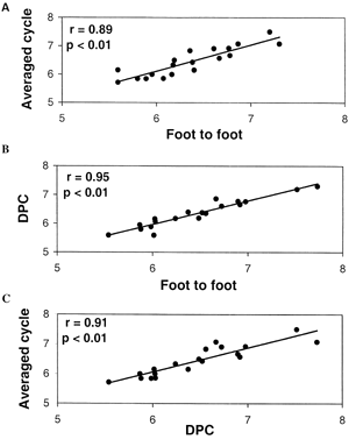 A
Averaged cycle
8
7
6
5
r = 0.89
p < 0.01
5 6 7 8
Foot to foot
B
DPC
8
7
6
5
r = 0.95
p < 0.01
5 6 7 8
Foot to foot
C
Averaged cycle
8
7
6
5
r = 0.91
p < 0.01
5 6 7 8
DPC